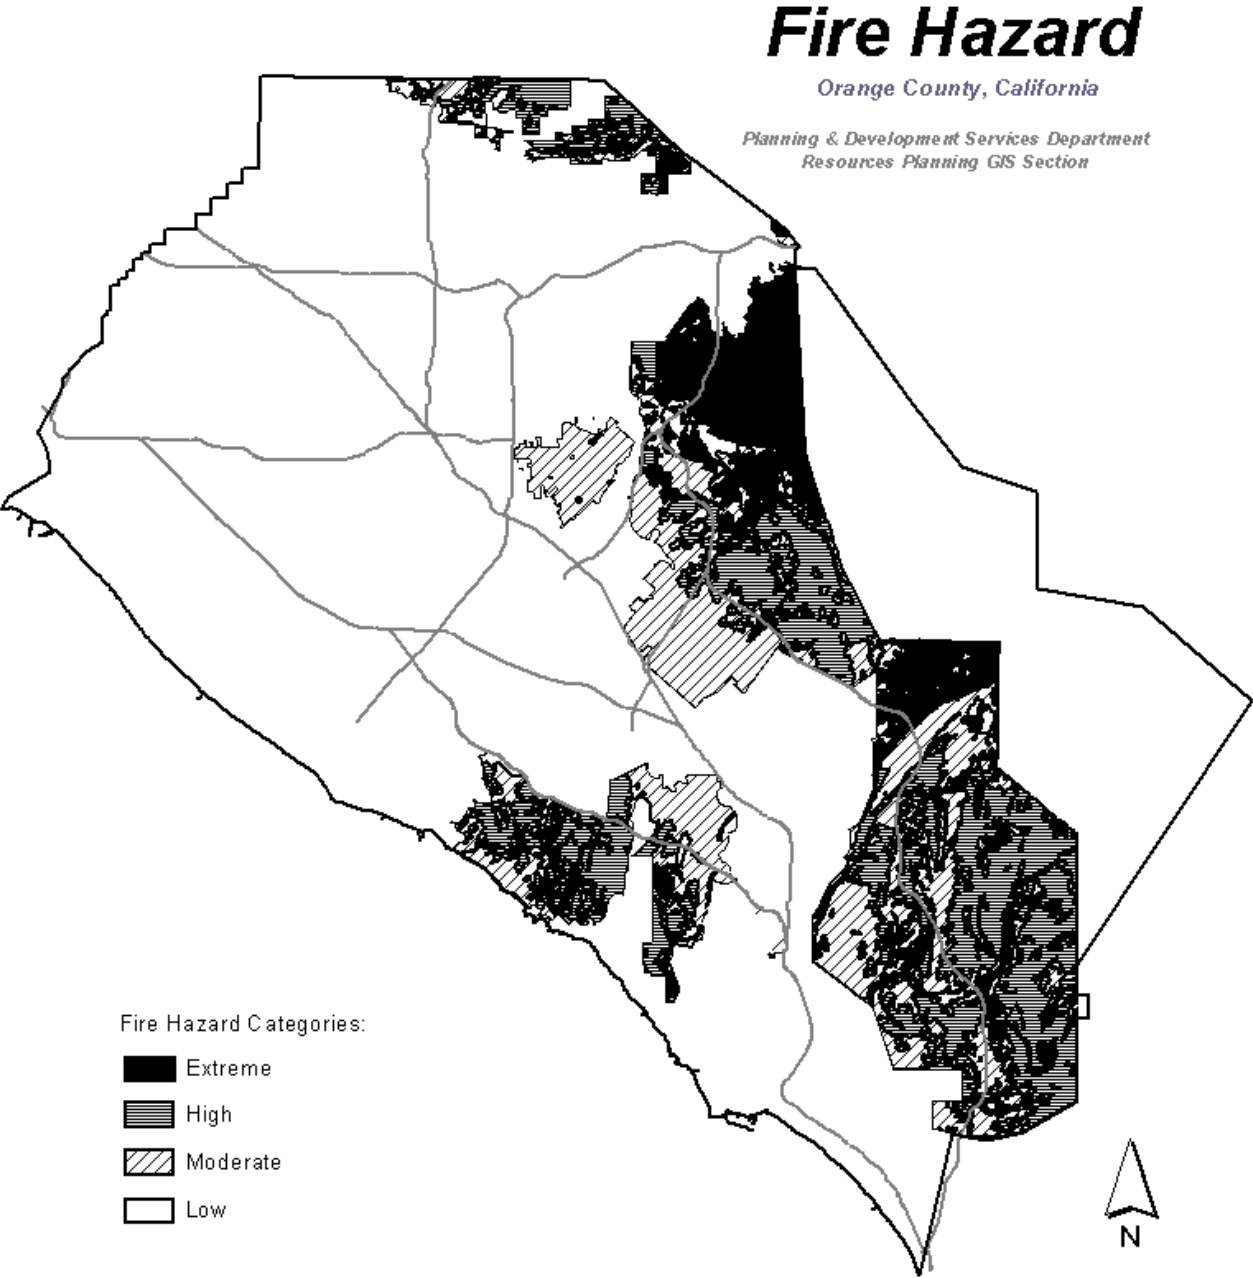 Fire Hazard
Orange County, California
Planning & Development Services Department
Resources Planning GIS Section
Fire Hazard Categories:
Extreme
High
Moderate
Low
N